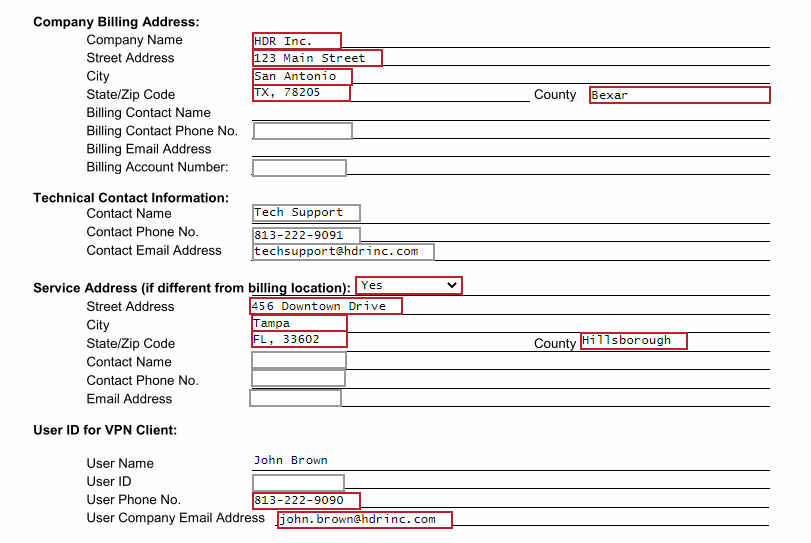 Company Billing Address:
Company Name HDR Inc.
Street Address 123 Main Street
City San Antonio
State/Zip Code TX, 78205 County Bexar
Billing Contact Name
Billing Contact Phone No.
Billing Email Address
Billing Account Number:
Technical Contact Information:
Contact Name Tech Support
Contact Phone No. 813-222-9091
Contact Email Address techsupport@hdrinc.com
Service Address (if different from billing location): Yes
Street Address 456 Downtown Drive
City Tampa
State/Zip Code FL, 33602 County Hillsborough
Contact Name
Contact Phone No.
Email Address
User ID for VPN Client:
User Name John Brown
User ID
User Phone No. 813-222-9090
User Company Email Address john.brown@hdrinc.com